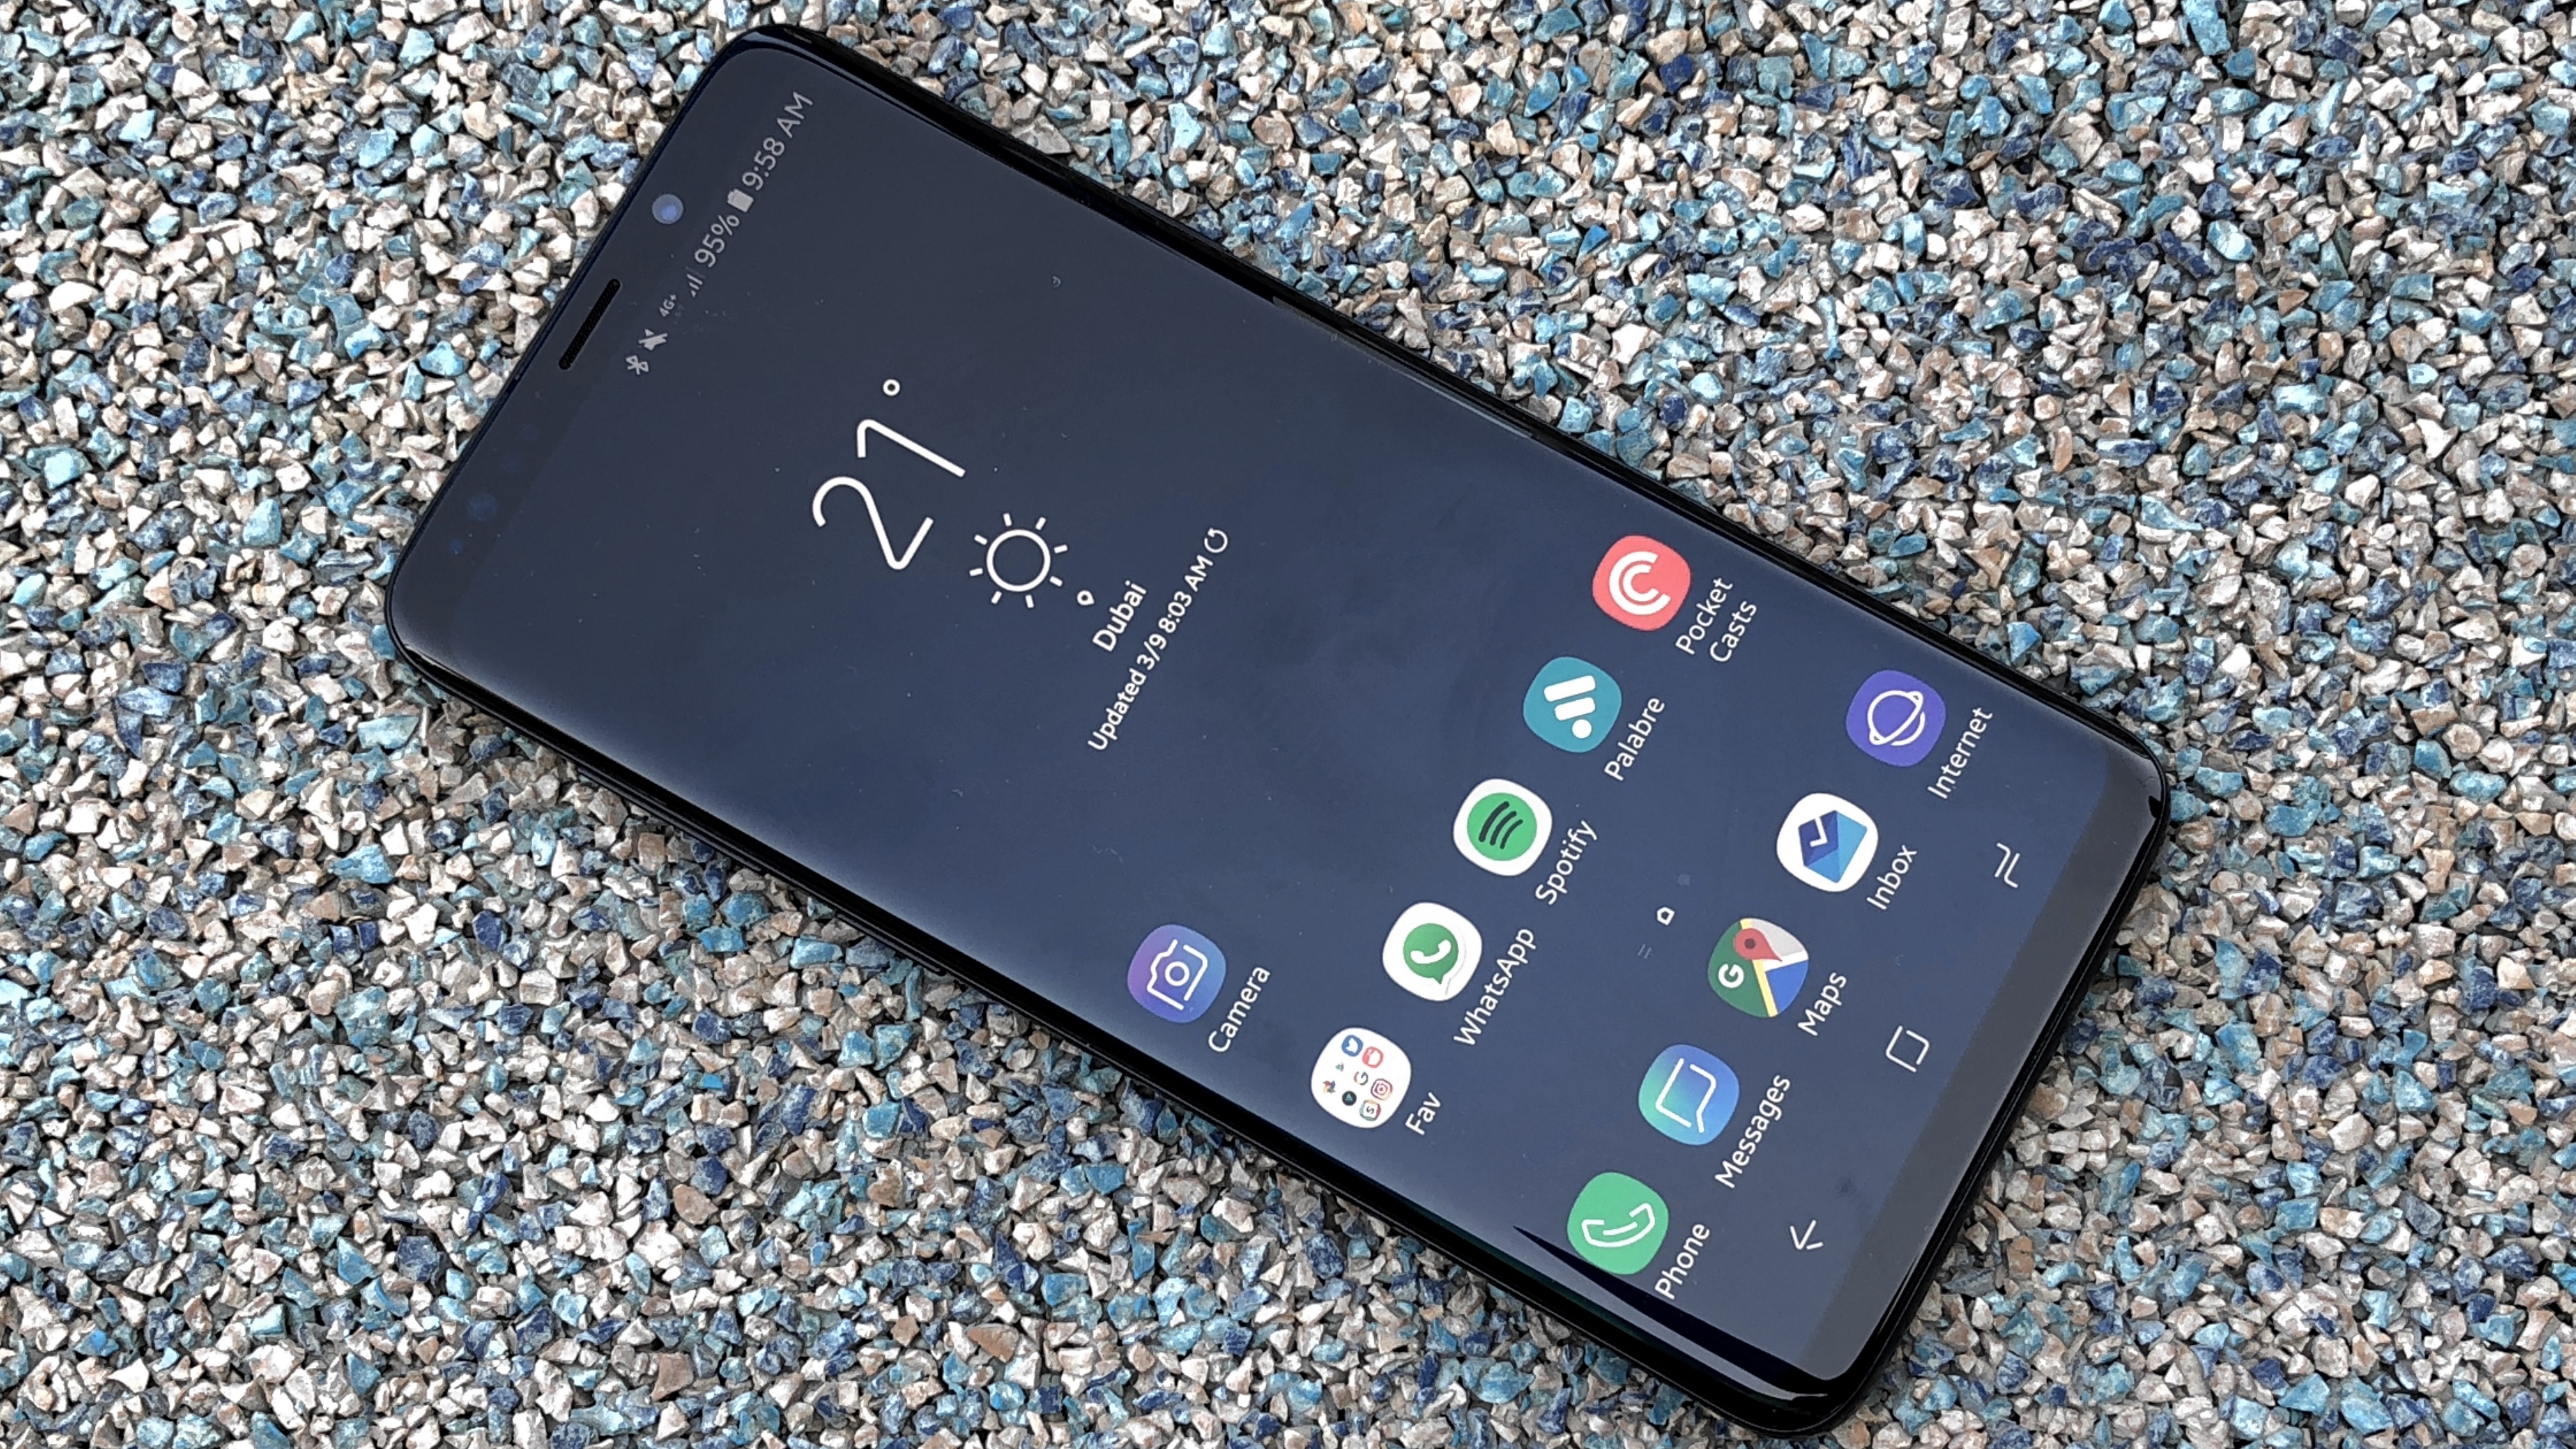 4G+ 95% 9:58 AM
21°
Dubai
Updated 3/9 8:03 AM
Camera
Fav
WhatsApp
Spotify
Palabre
Pocket
Casts
Phone
Messages
G
Maps
Inbox
Internet